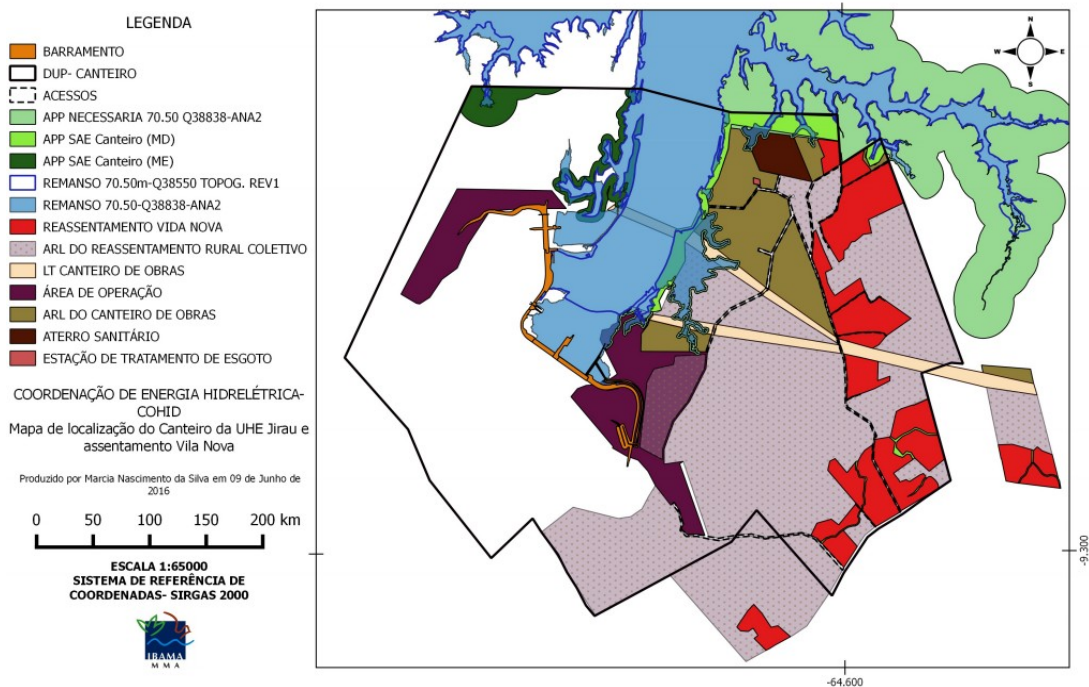 LEGENDA
BARRAMENTO
DUP- CANTEIRO
ACESSOS
APP NECESSARIA 70.50 Q38838-ANA2
APP SAE Canteiro (MD)
APP SAE Canteiro (ME)
REMANSO 70.50m-Q38550 TOPOG. REV1
REMANSO 70.50-Q38838-ANA2
REASSENTAMENTO VIDA NOVA
ARL DO REASSENTAMENTO RURAL COLETIVO
LT CANTEIRO DE OBRAS
ÁREA DE OPERAÇÃO
ARL DO CANTEIRO DE OBRAS
ATERRO SANITÁRIO
ESTAÇÃO DE TRATAMENTO DE ESGOTO
COORDENAÇÃO DE ENERGIA HIDRELÉTRICA-
COHID
Mapa de localização do Canteiro da UHE Jirau e
assentamento Vila Nova
Produzido por Marcia Nascimento da Silva em 09 de Junho de
2016
0 50 100 150 200 km
ESCALA 1:65000
SISTEMA DE REFERÊNCIA DE
COORDENADAS- SIRGAS 2000
IBAMA
M M A
N
W E
S
-9.300
-64.600